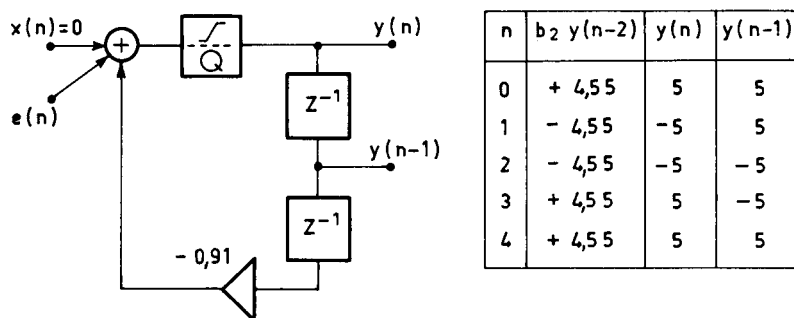 x(n)=0
+
Q
y(n)
e(n)
z⁻¹
y(n-1)
z⁻¹
- 0,91
n b₂ y(n-2) y(n) y(n-1)
0 + 4,55 5 5
1 - 4,55 -5 5
2 - 4,55 -5 -5
3 + 4,55 5 -5
4 + 4,55 5 5